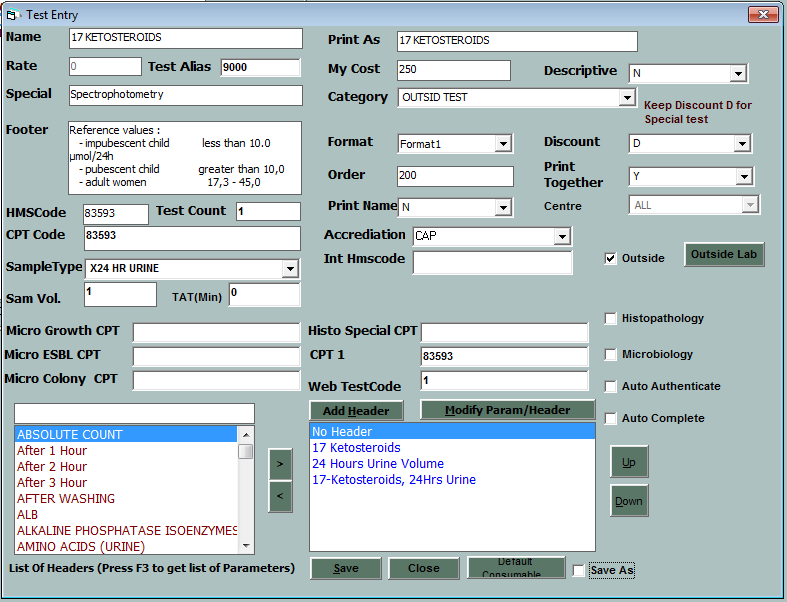 Test Entry
Name 17 KETOSTEROIDS Print As 17 KETOSTEROIDS
Rate 0 Test Alias 9000 My Cost 250 Descriptive N
Special Spectrophotometry Category OUTSID TEST
Keep Discount D for
Special test
Footer Reference values :
- impubescent child less than 10.0
µmol/24h
- pubescent child greater than 10,0
- adult women 17,3 - 45,0
Format Format1 Discount D
Order 200 Print
Together Y
Print Name N Centre ALL
HMSCode 83593 Test Count 1
CPT Code 83593 Accrediation CAP
Int Hmscode Outside Outside Lab
SampleType X24 HR URINE
Sam Vol. 1 TAT(Min) 0
Micro Growth CPT Histo Special CPT Histopathology
Micro ESBL CPT CPT 1 83593 Microbiology
Micro Colony CPT Web TestCode 1 Auto Authenticate
Add Header Modify Param/Header Auto Complete
ABSOLUTE COUNT
After 1 Hour
After 2 Hour
After 3 Hour
AFTER WASHING
ALB
ALKALINE PHOSPHATASE ISOENZYMES
AMINO ACIDS (URINE)
>
<
No Header
17 Ketosteroids
24 Hours Urine Volume
17-Ketosteroids, 24Hrs Urine
Up
Down
List Of Headers (Press F3 to get list of Parameters)
Save Close Default
Consumable Save As